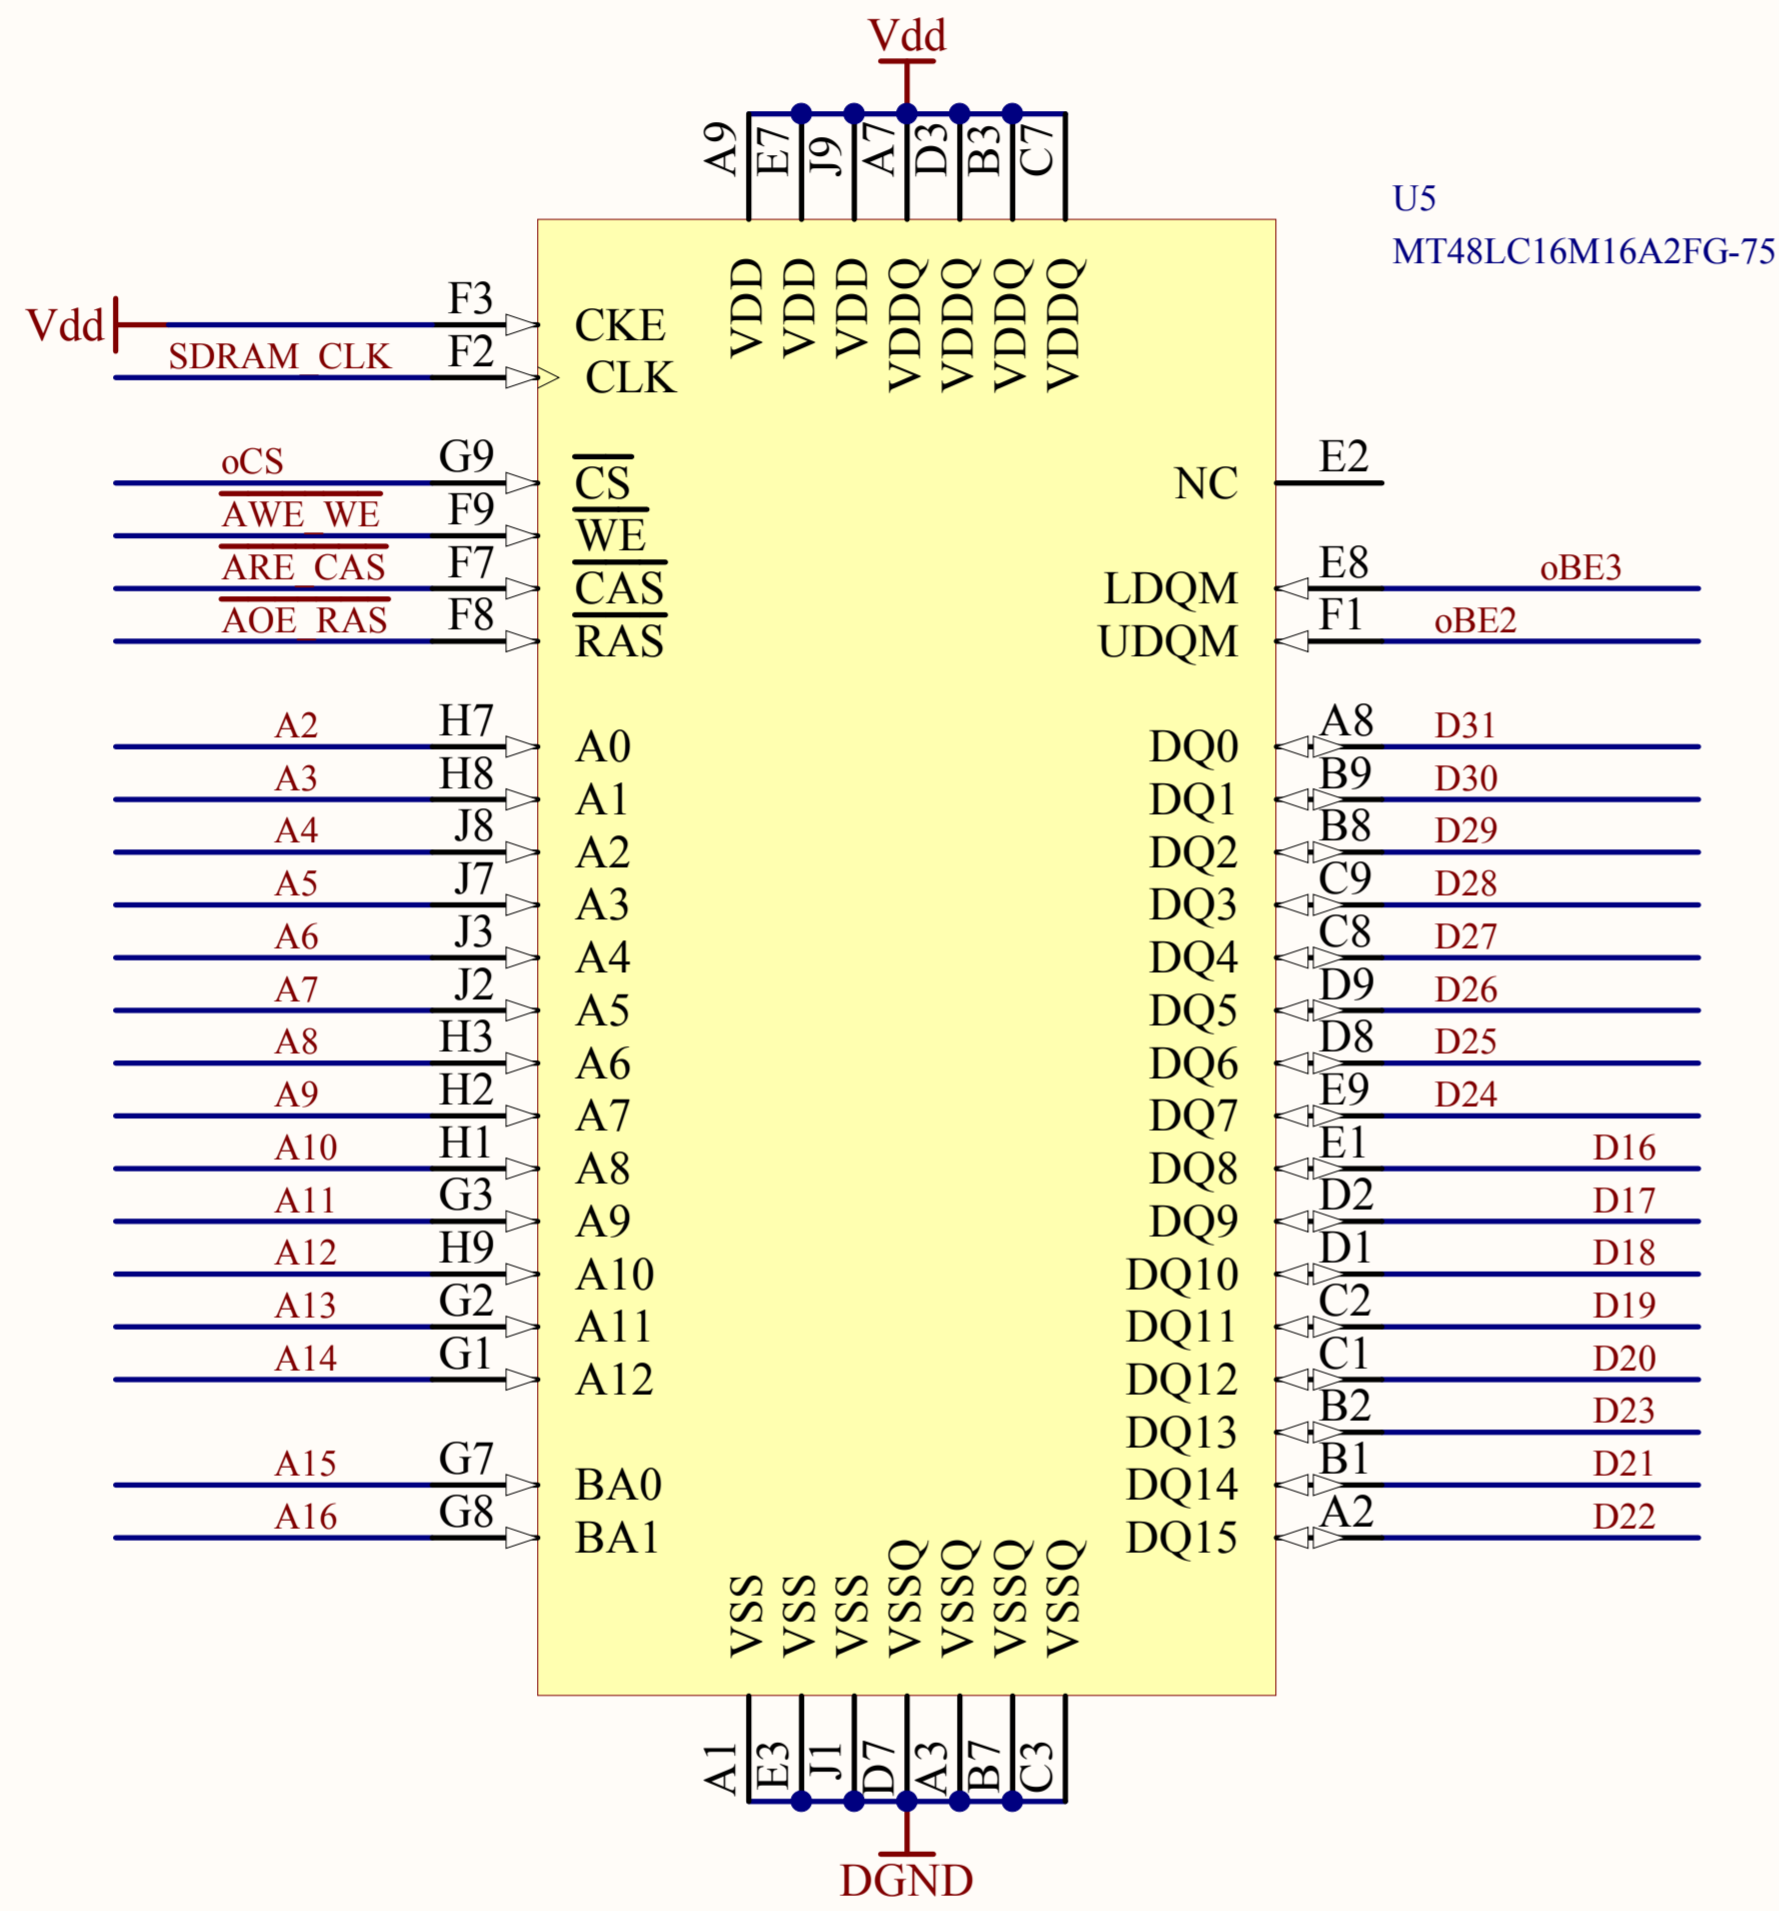 Vdd
A9 E7 J9 A7 D3 B3 C7
U5
MT48LC16M16A2FG-75
VDD VDD VDD VDDQ VDDQ VDDQ VDDQ
Vdd F3 CKE
SDRAM_CLK F2 CLK
oCS G9 CS NC E2
AWE_WE F9 WE
ARE_CAS F7 CAS LDQM E8 oBE3
AOE_RAS F8 RAS UDQM F1 oBE2
A2 H7 A0 DQ0 A8 D31
A3 H8 A1 DQ1 B9 D30
A4 J8 A2 DQ2 B8 D29
A5 J7 A3 DQ3 C9 D28
A6 J3 A4 DQ4 C8 D27
A7 J2 A5 DQ5 D9 D26
A8 H3 A6 DQ6 D8 D25
A9 H2 A7 DQ7 E9 D24
A10 H1 A8 DQ8 E1 D16
A11 G3 A9 DQ9 D2 D17
A12 H9 A10 DQ10 D1 D18
A13 G2 A11 DQ11 C2 D19
A14 G1 A12 DQ12 C1 D20
DQ13 B2 D23
A15 G7 BA0 DQ14 B1 D21
A16 G8 BA1 DQ15 A2 D22
VSS VSS VSS VSSQ VSSQ VSSQ VSSQ
A1 E3 J1 D7 A3 B7 C3
DGND